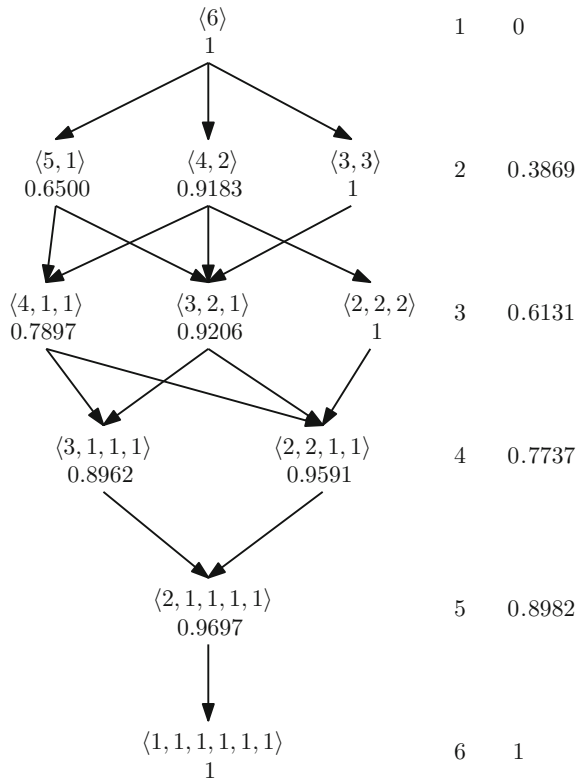 ⟨6⟩ 1 0
1
⟨5, 1⟩ ⟨4, 2⟩ ⟨3, 3⟩ 2 0.3869
0.6500 0.9183 1
⟨4, 1, 1⟩ ⟨3, 2, 1⟩ ⟨2, 2, 2⟩ 3 0.6131
0.7897 0.9206 1
⟨3, 1, 1, 1⟩ ⟨2, 2, 1, 1⟩ 4 0.7737
0.8962 0.9591
⟨2, 1, 1, 1, 1⟩ 5 0.8982
0.9697
⟨1, 1, 1, 1, 1, 1⟩ 6 1
1